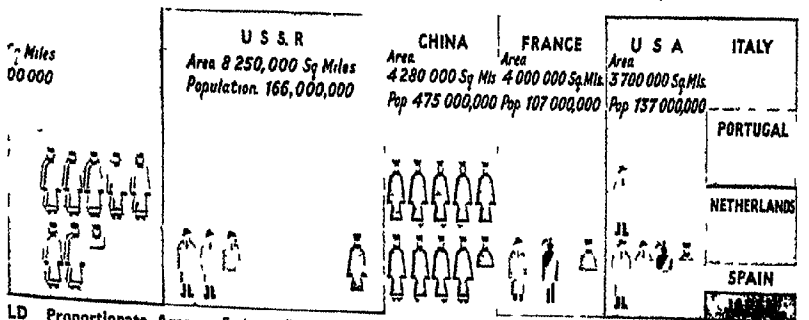 Sq Miles
00000
U S S. R
Area 8 250,000 Sq Miles
Population 166,000,000
CHINA
Area
4 280 000 Sq Mls
Pop 475 000,000
FRANCE
Area
4 000 000 Sq.Mls.
Pop 107 000,000
U S A
Area
3 700 000 Sq.Mls.
Pop 137 000,000
ITALY
PORTUGAL
NETHERLANDS
SPAIN
LD Proportionate